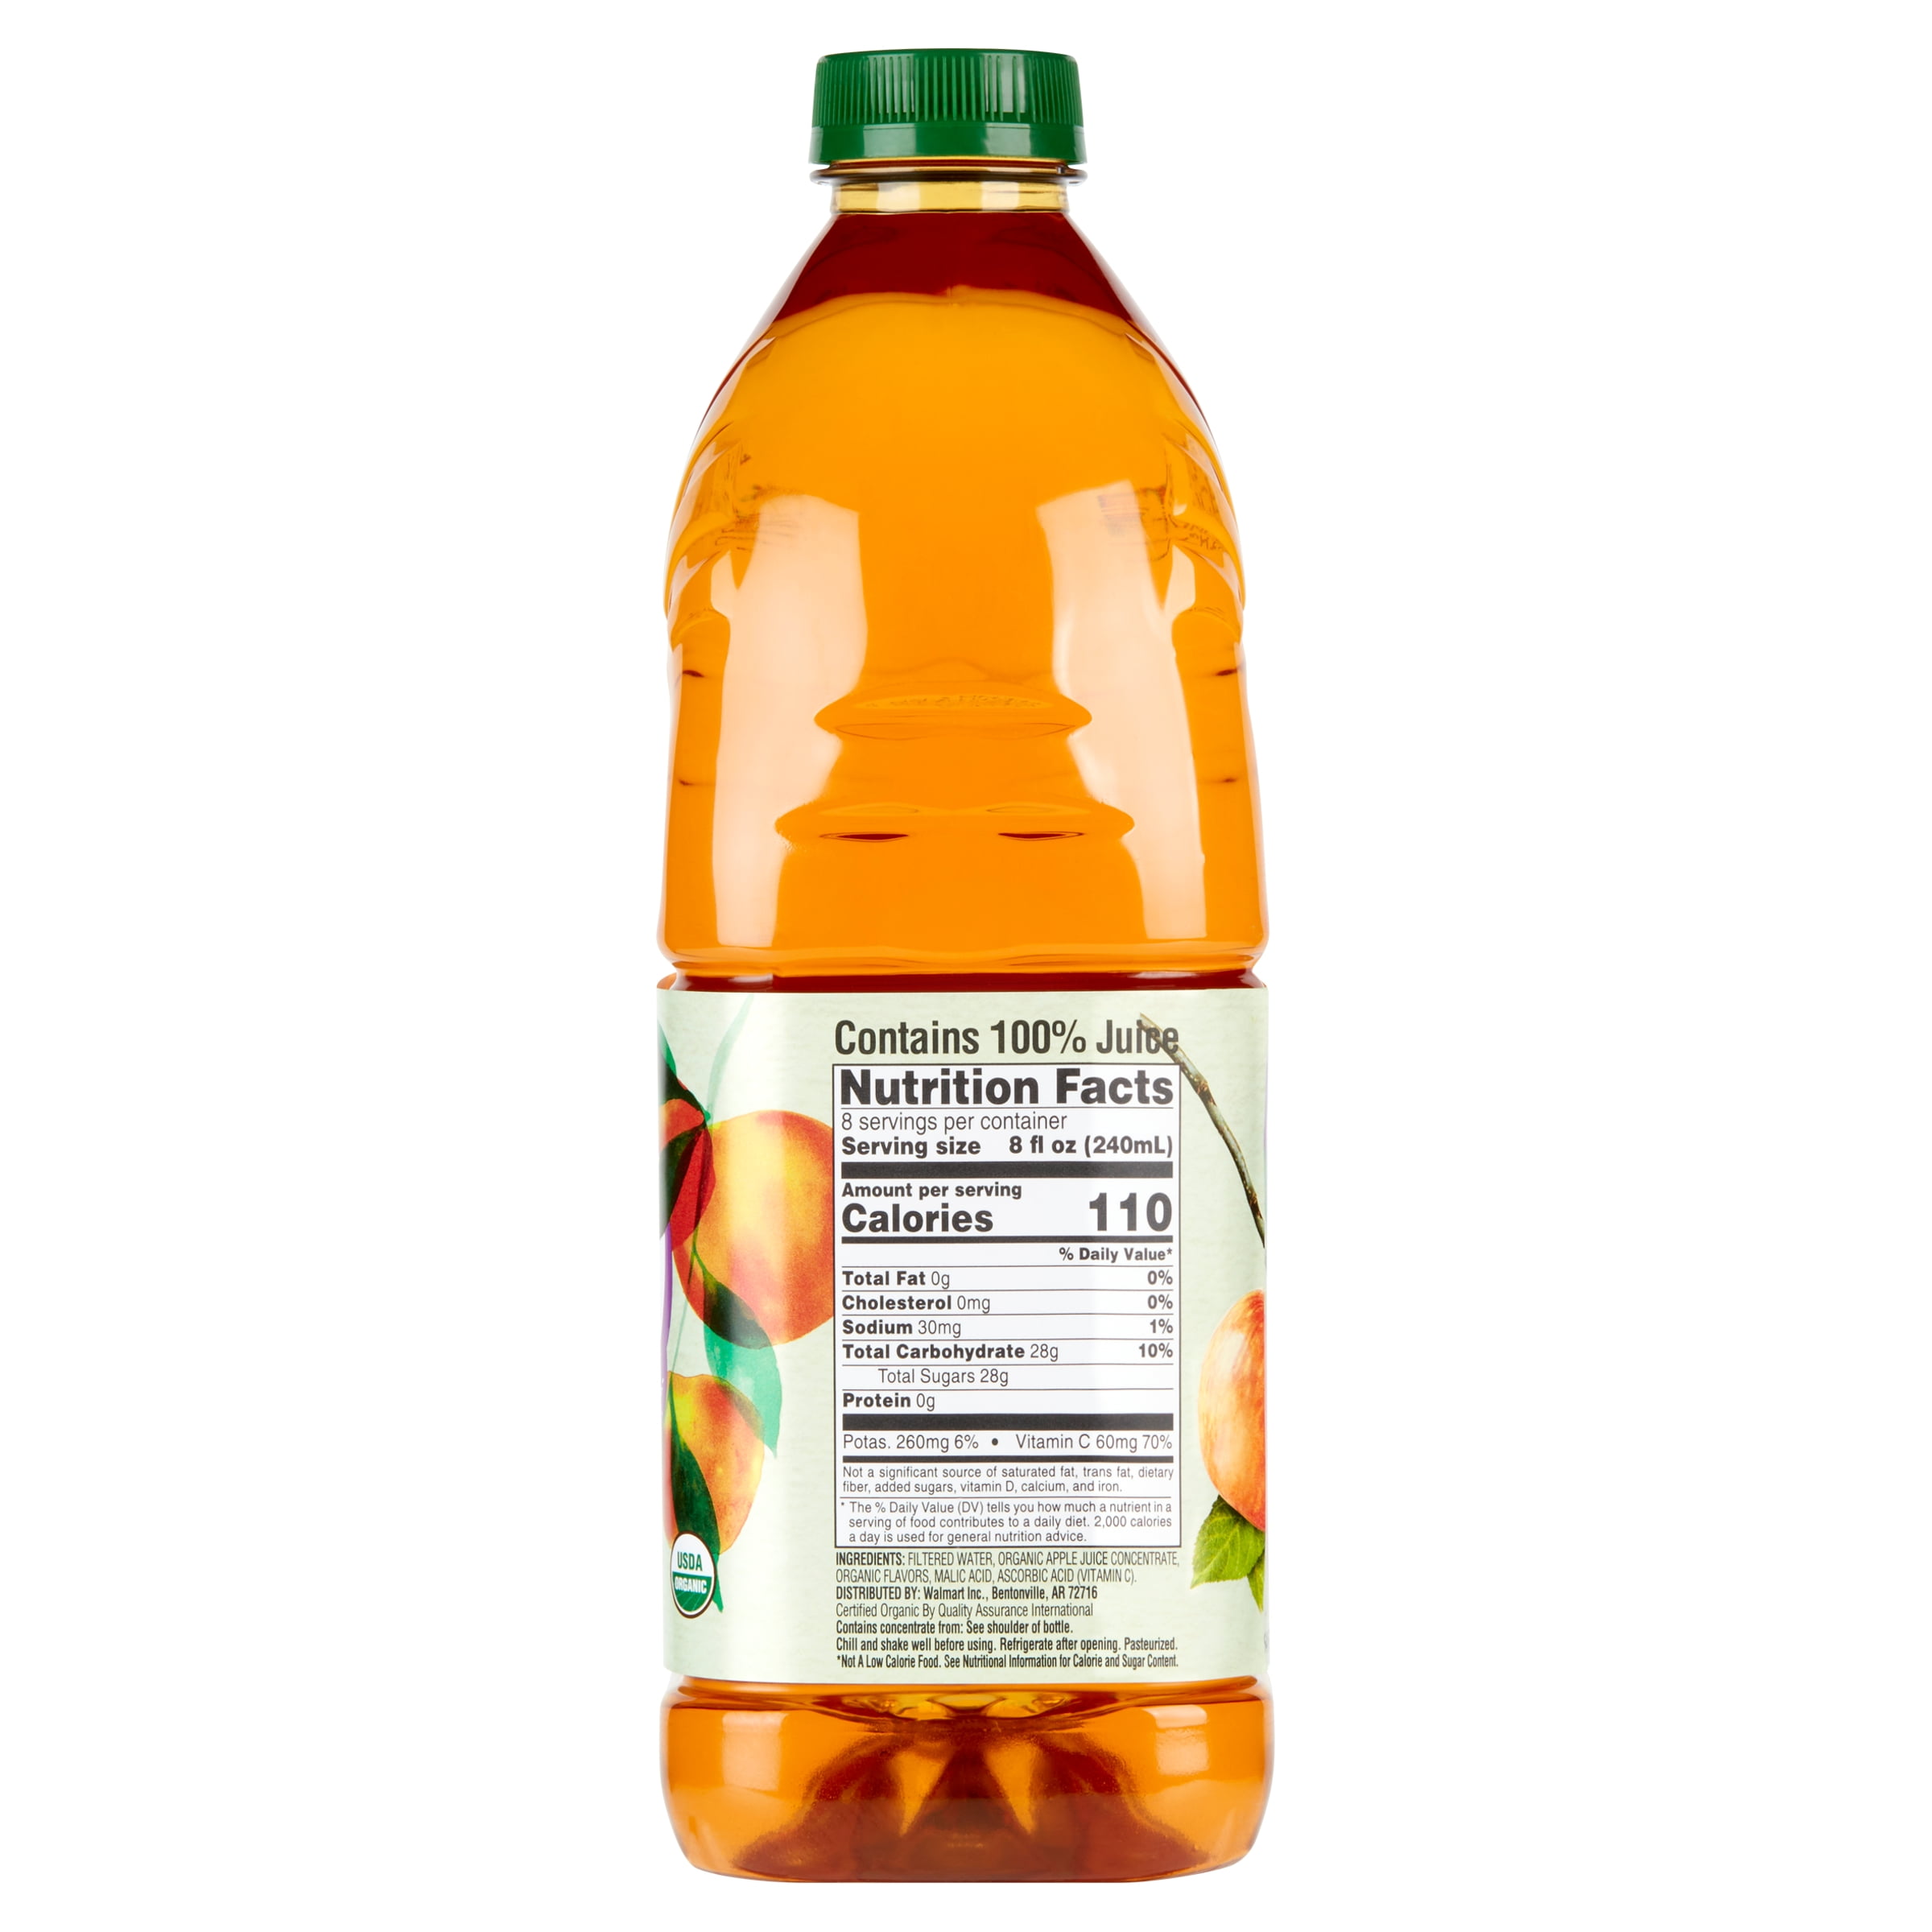 Contains 100% Juice
Nutrition Facts
8 servings per container
Serving size 8 fl oz (240mL)
Amount per serving
Calories 110
% Daily Value*
Total Fat 0g 0%
Cholesterol 0mg 0%
Sodium 30mg 1%
Total Carbohydrate 28g 10%
Total Sugars 28g
Protein 0g
Potas. 260mg 6% • Vitamin C 60mg 70%
Not a significant source of saturated fat, trans fat, dietary
fiber, added sugars, vitamin D, calcium, and iron.
* The % Daily Value (DV) tells you how much a nutrient in a
serving of food contributes to a daily diet. 2,000 calories
a day is used for general nutrition advice.
INGREDIENTS: FILTERED WATER, ORGANIC APPLE JUICE CONCENTRATE,
ORGANIC FLAVORS, MALIC ACID, ASCORBIC ACID (VITAMIN C).
DISTRIBUTED BY: Walmart Inc., Bentonville, AR 72716
Certified Organic By Quality Assurance International
Contains concentrate from: See shoulder of bottle.
Chill and shake well before using. Refrigerate after opening. Pasteurized.
*Not A Low Calorie Food. See Nutritional Information for Calorie and Sugar Content.
USDA
ORGANIC